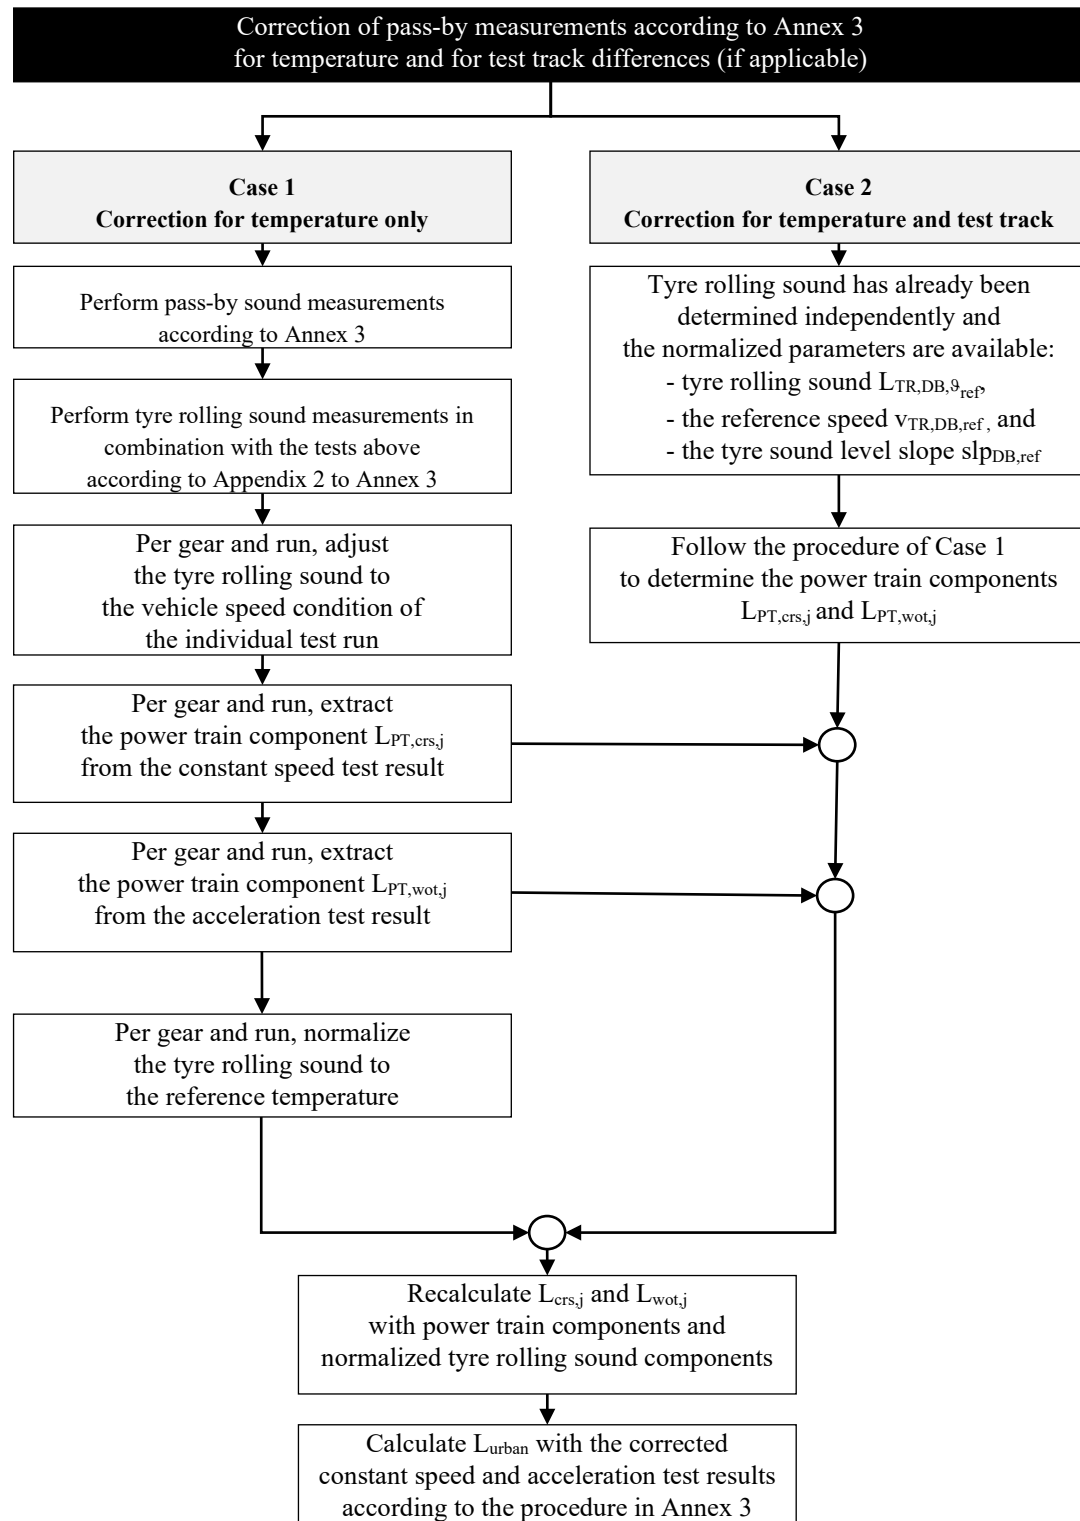 Correction of pass-by measurements according to Annex 3
for temperature and for test track differences (if applicable)
Case 1
Correction for temperature only
Perform pass-by sound measurements
according to Annex 3
Perform tyre rolling sound measurements in
combination with the tests above
according to Appendix 2 to Annex 3
Per gear and run, adjust
the tyre rolling sound to
the vehicle speed condition of
the individual test run
Per gear and run, extract
the power train component LPT,crs,j
from the constant speed test result
Per gear and run, extract
the power train component LPT,wot,j
from the acceleration test result
Per gear and run, normalize
the tyre rolling sound to
the reference temperature
Case 2
Correction for temperature and test track
Tyre rolling sound has already been
determined independently and
the normalized parameters are available:
- tyre rolling sound LTR,DB,ϑref,
- the reference speed vTR,DB,ref , and
- the tyre sound level slope slpDB,ref
Follow the procedure of Case 1
to determine the power train components
LPT,crs,j and LPT,wot,j
Recalculate Lcrs,j and Lwot,j
with power train components and
normalized tyre rolling sound components
Calculate Lurban with the corrected
constant speed and acceleration test results
according to the procedure in Annex 3